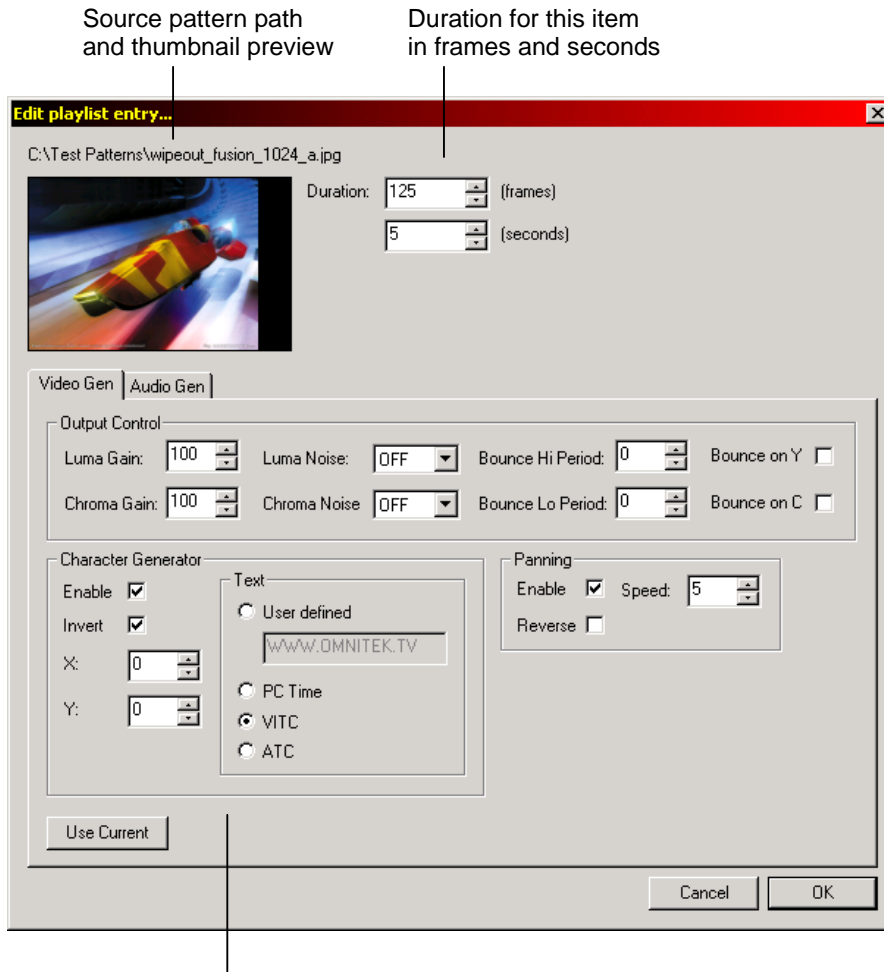 Source pattern path
and thumbnail preview
Duration for this item
in frames and seconds
Edit playlist entry...
C:\Test Patterns\wipeout_fusion_1024_a.jpg
Duration: 125 (frames)
5 (seconds)
Video Gen Audio Gen
Output Control
Luma Gain: 100 Luma Noise: OFF Bounce Hi Period: 0 Bounce on Y
Chroma Gain: 100 Chroma Noise OFF Bounce Lo Period: 0 Bounce on C
Character Generator
Enable
Invert
X: 0
Y: 0
Text
User defined
WWW.OMNITEK.TV
PC Time
VITC
ATC
Panning
Enable Speed: 5
Reverse
Use Current
Cancel OK